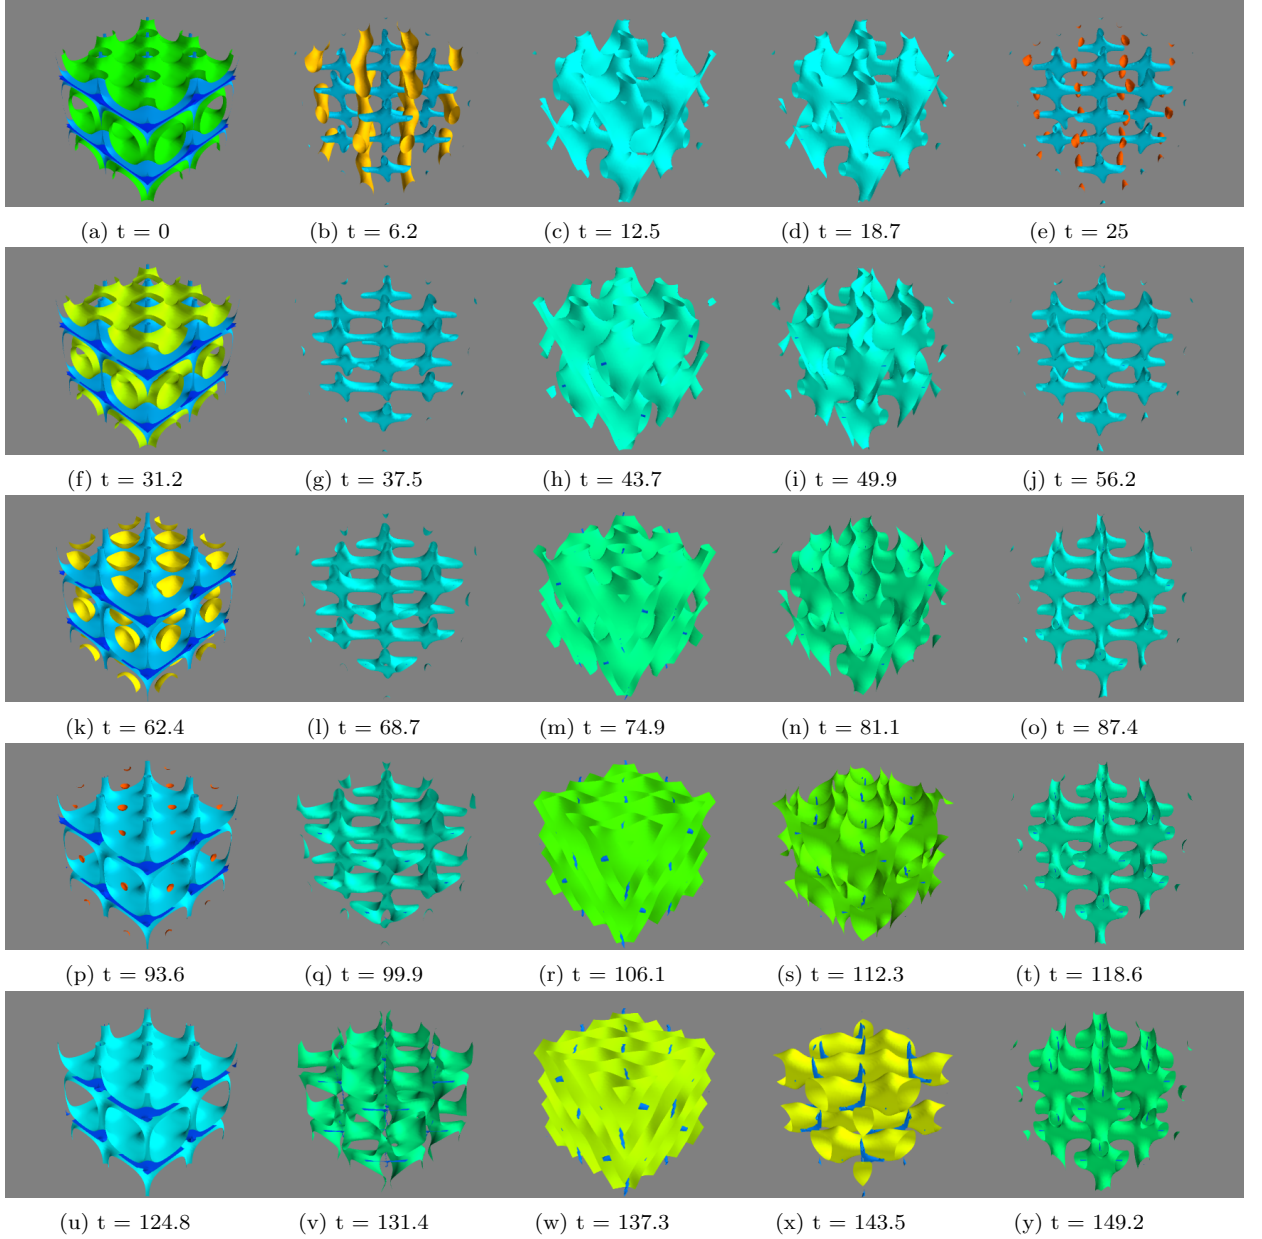 (a) t = 0 (b) t = 6.2 (c) t = 12.5 (d) t = 18.7 (e) t = 25
(f) t = 31.2 (g) t = 37.5 (h) t = 43.7 (i) t = 49.9 (j) t = 56.2
(k) t = 62.4 (l) t = 68.7 (m) t = 74.9 (n) t = 81.1 (o) t = 87.4
(p) t = 93.6 (q) t = 99.9 (r) t = 106.1 (s) t = 112.3 (t) t = 118.6
(u) t = 124.8 (v) t = 131.4 (w) t = 137.3 (x) t = 143.5 (y) t = 149.2